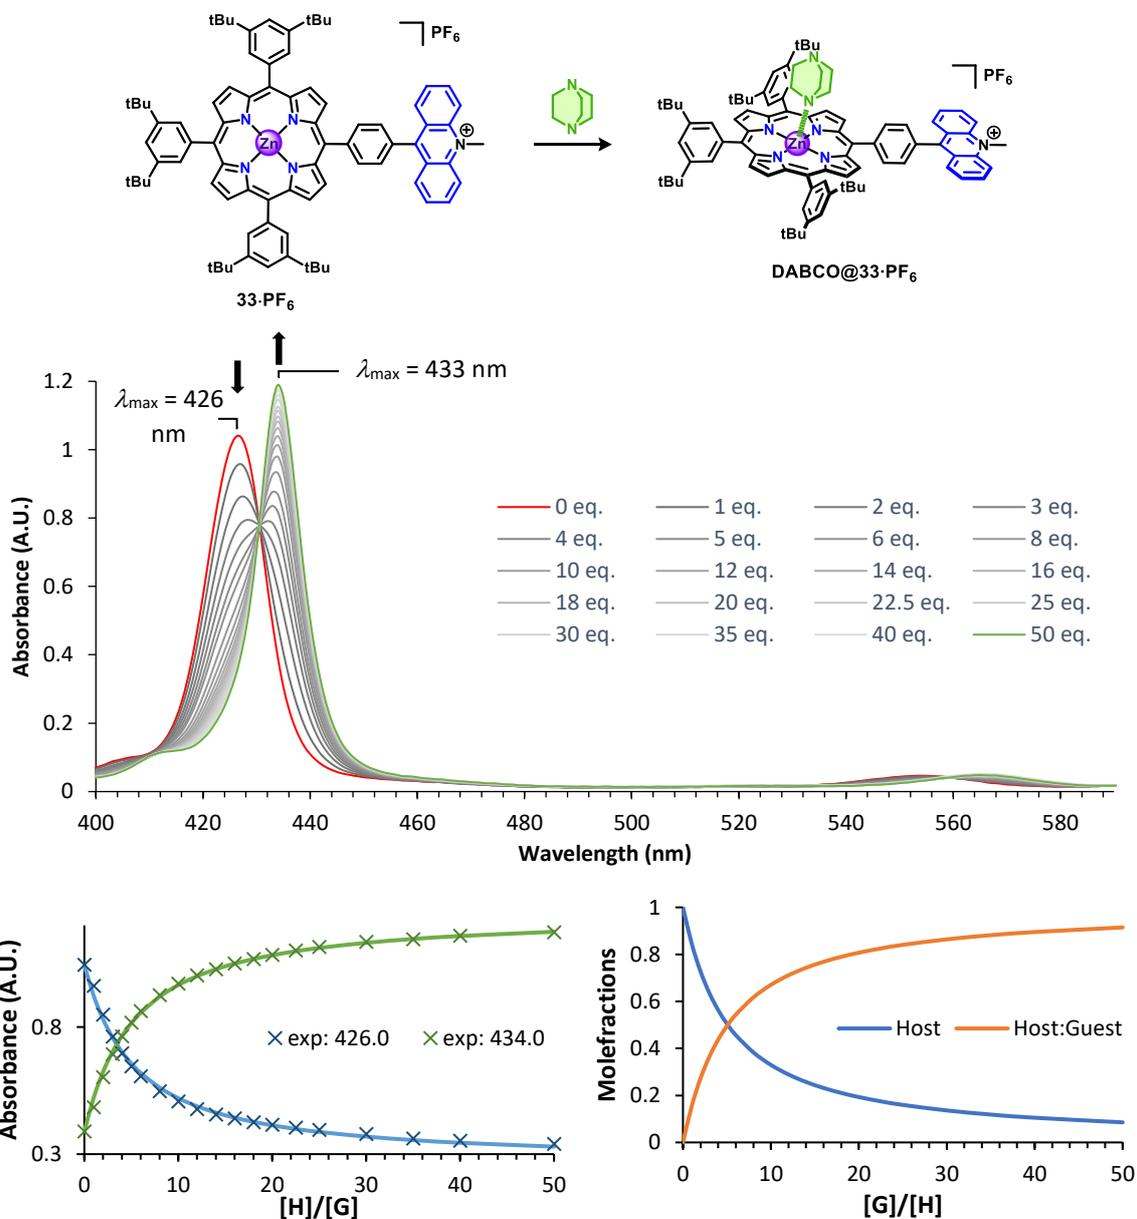 tBu
tBu
PF6
tBu
N
N
Zn
N
N
N
tBu
tBu
tBu
33·PF6
N
N
tBu
tBu
N
N
PF6
tBu
N
N
Zn
N
N
N
tBu
tBu
tBu
DABCO@33·PF6
λmax = 426
nm
λmax = 433 nm
Absorbance (A.U.)
1.2
1
0.8
0.6
0.4
0.2
0
0 eq. 1 eq. 2 eq. 3 eq.
4 eq. 5 eq. 6 eq. 8 eq.
10 eq. 12 eq. 14 eq. 16 eq.
18 eq. 20 eq. 22.5 eq. 25 eq.
30 eq. 35 eq. 40 eq. 50 eq.
400 420 440 460 480 500 520 540 560 580
Wavelength (nm)
Absorbance (A.U.)
0.8
0.3
exp: 426.0 exp: 434.0
0 10 20 30 40 50
[H]/[G]
Molefractions
1
0.8
0.6
0.4
0.2
0
Host Host:Guest
0 10 20 30 40 50
[G]/[H]